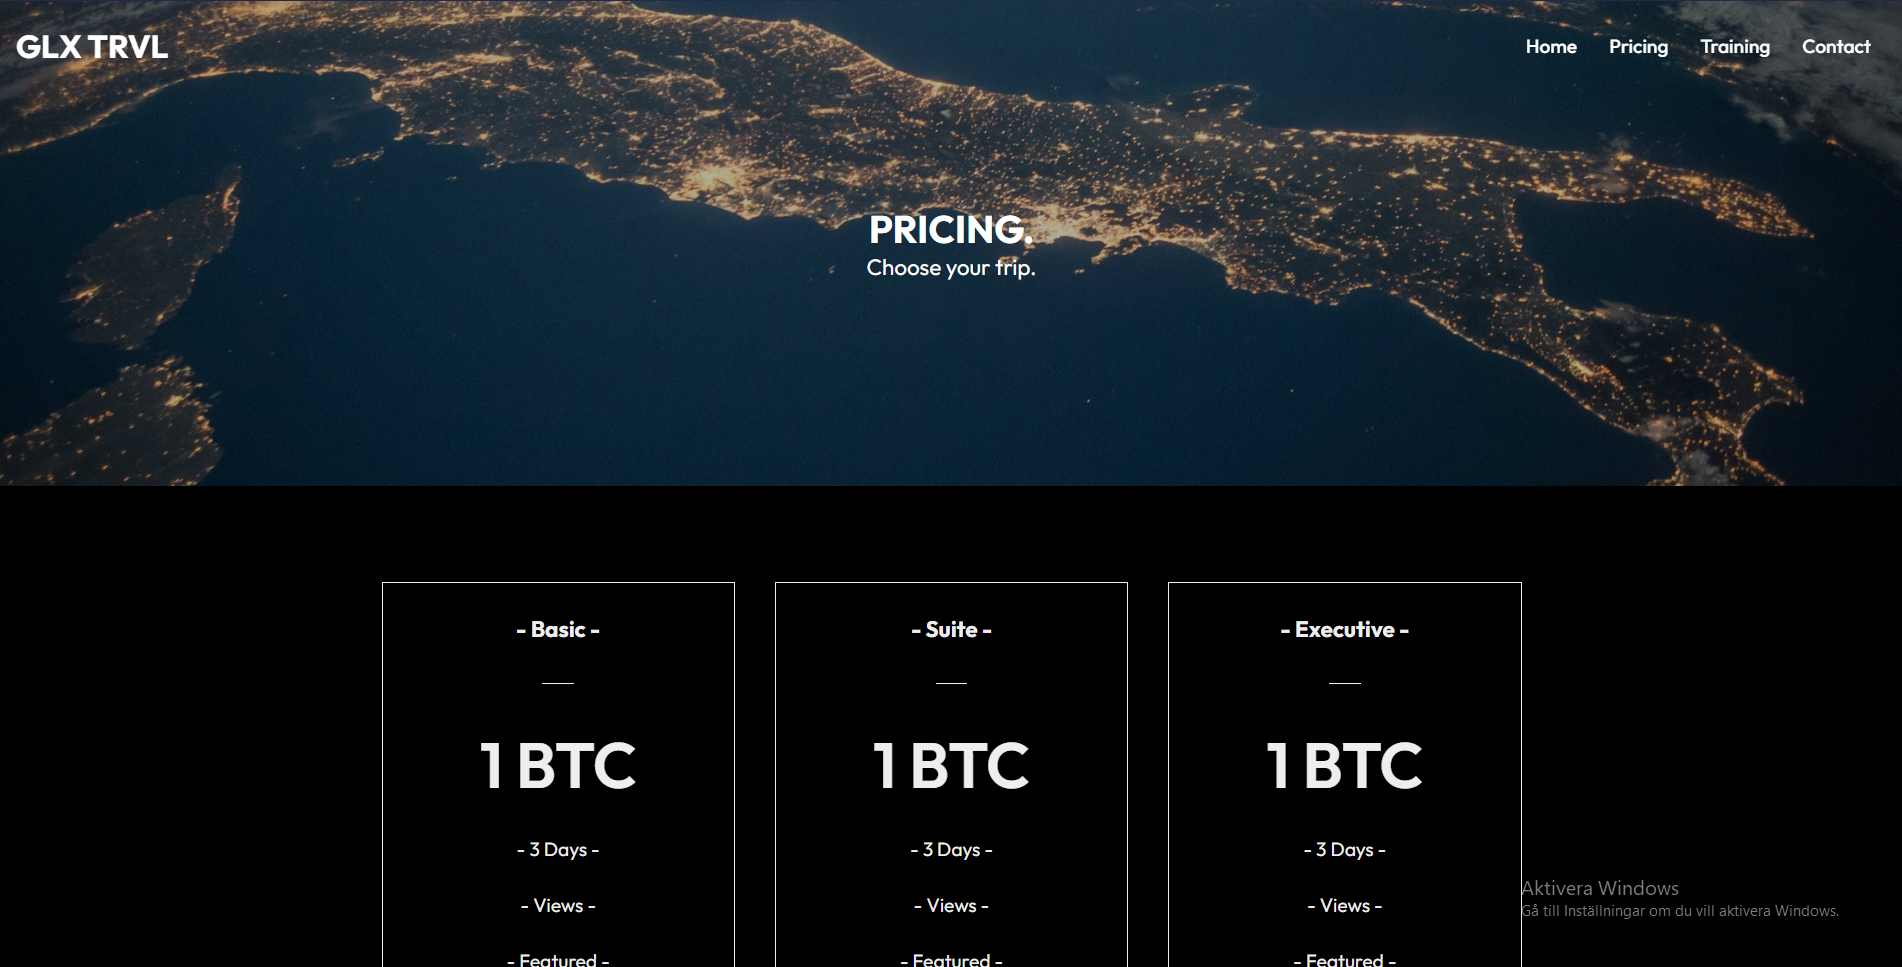 GLX TRVL
Home Pricing Training Contact
PRICING.
Choose your trip.
- Basic -
1 BTC
- 3 Days -
- Views -
- Featured -
- Suite -
1 BTC
- 3 Days -
- Views -
- Featured -
- Executive -
1 BTC
- 3 Days -
- Views -
- Featured -
Aktivera Windows
Gå till Inställningar om du vill aktivera Windows.